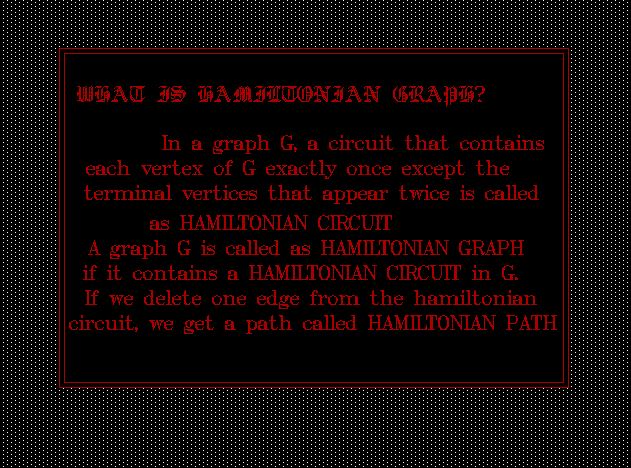 WHAT IS HAMILTONIAN GRAPH?
In a graph G, a circuit that contains
each vertex of G exactly once except the
terminal vertices that appear twice is called
as HAMILTONIAN CIRCUIT
A graph G is called as HAMILTONIAN GRAPH
if it contains a HAMILTONIAN CIRCUIT in G.
If we delete one edge from the hamiltonian
circuit, we get a path called HAMILTONIAN PATH